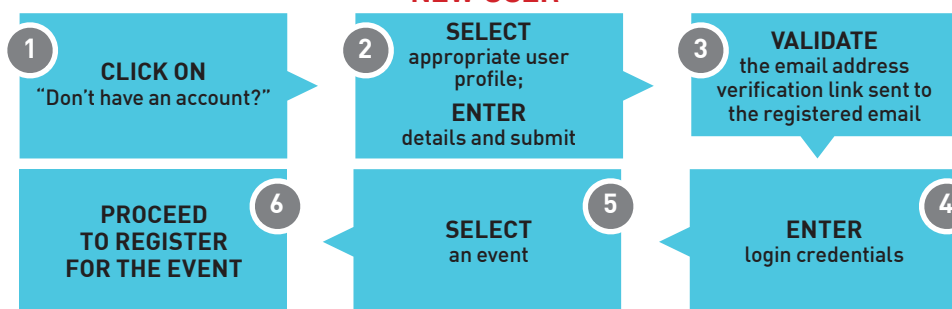 NEW USER
1
CLICK ON
“Don’t have an account?”
2
SELECT
appropriate user
profile;
ENTER
details and submit
3
VALIDATE
the email address
verification link sent to
the registered email
4
ENTER
login credentials
5
SELECT
an event
6
PROCEED
TO REGISTER
FOR THE EVENT